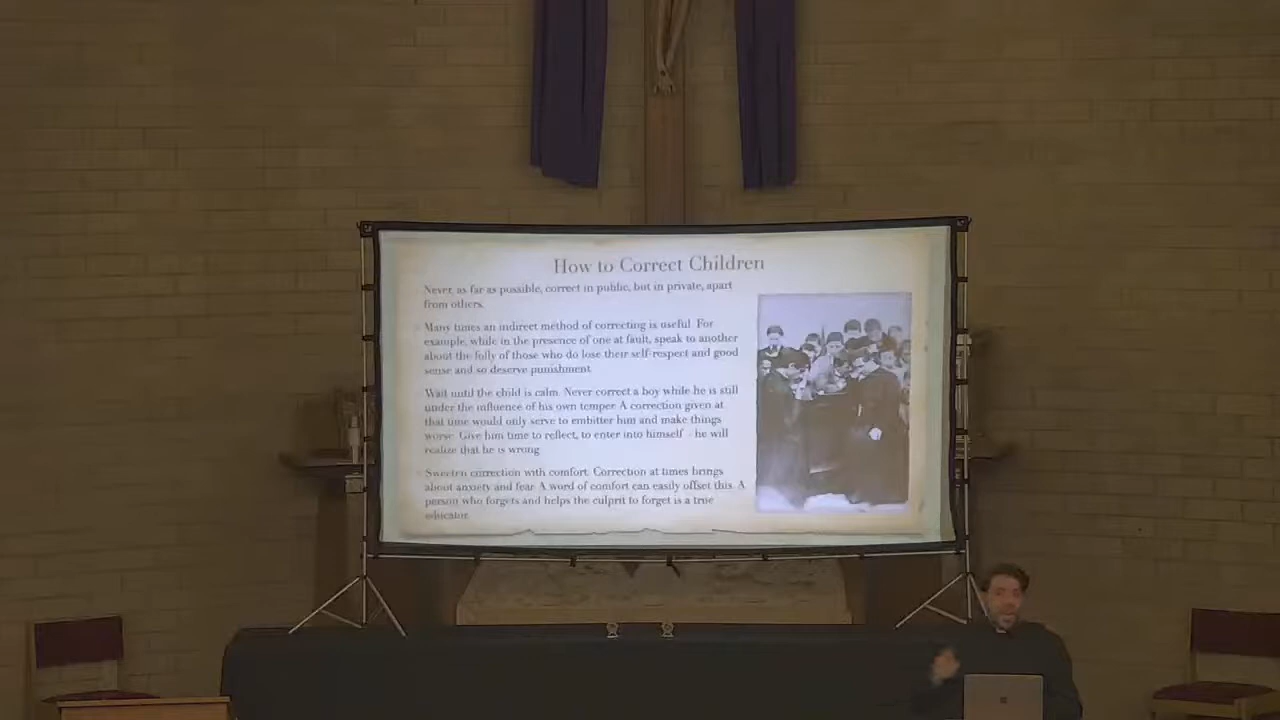 How to Correct Children
Never, as far as possible, correct in public, but in private, apart
from others.
Many times an indirect method of correcting is useful. For
example, while in the presence of one at fault, speak to another
about the folly of those who do lose their self-respect and good
sense and so deserve punishment.
Wait until the child is calm. Never correct a boy while he is still
under the influence of his own temper. A correction given at
that time would only serve to embitter him and make things
worse. Give him time to reflect, to enter into himself - he will
realize that he is wrong.
Sweeten correction with comfort. Correction at times brings
about anxiety and fear. A word of comfort can easily offset this. A
person who forgets and helps the culprit to forget is a true
educator.